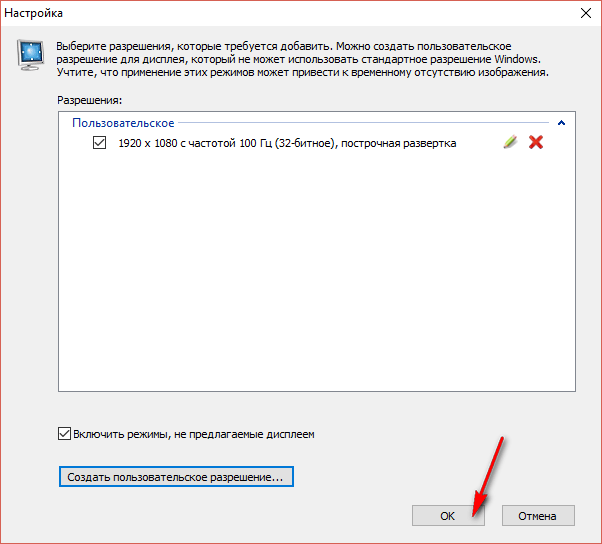 Настройка
Выберите разрешения, которые требуется добавить. Можно создать пользовательское
разрешение для дисплея, который не может использовать стандартное разрешение Windows.
Учтите, что применение этих режимов может привести к временному отсутствию изображения.
Разрешения:
Пользовательское
1920 x 1080 с частотой 100 Гц (32-битное), построчная развертка
Включить режимы, не предлагаемые дисплеем
Создать пользовательское разрешение...
ОК Отмена